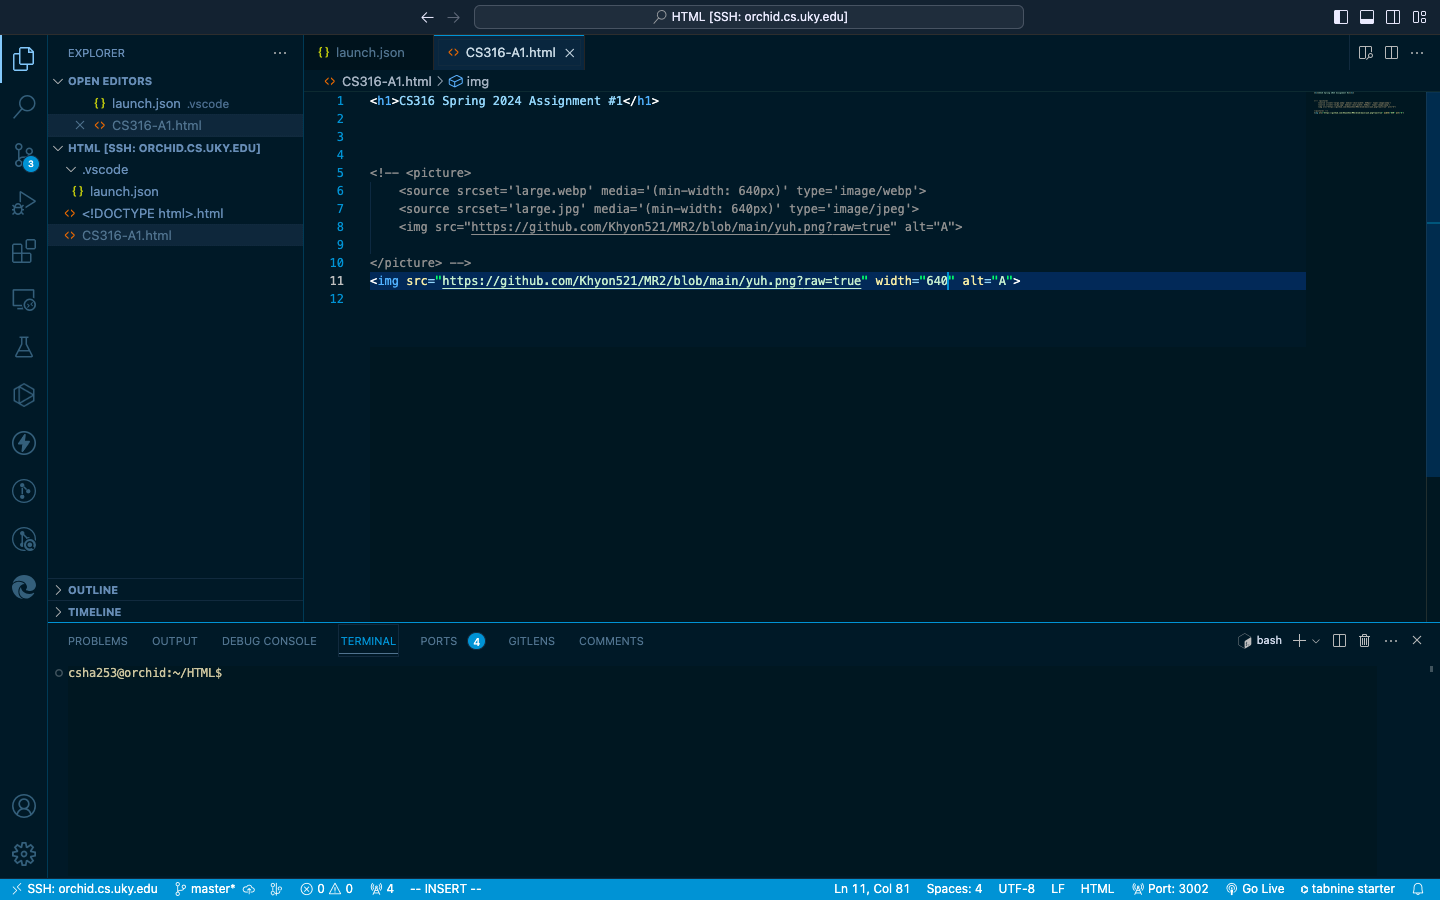 HTML [SSH: orchid.cs.uky.edu]
EXPLORER
OPEN EDITORS
launch.json .vscode
CS316-A1.html
HTML [SSH: ORCHID.CS.UKY.EDU]
3
.vscode
launch.json
<!DOCTYPE html>.html
CS316-A1.html
OUTLINE
TIMELINE
launch.json
CS316-A1.html
CS316-A1.html > img
1 <h1>CS316 Spring 2024 Assignment #1</h1>
2
3
4
5 <!-- <picture>
6 <source srcset='large.webp' media='(min-width: 640px)' type='image/webp'>
7 <source srcset='large.jpg' media='(min-width: 640px)' type='image/jpeg'>
8 <img src="https://github.com/Khyon521/MR2/blob/main/yuh.png?raw=true" alt="A">
9
10 </picture> -->
11 <img src="https://github.com/Khyon521/MR2/blob/main/yuh.png?raw=true" width="640" alt="A">
12
PROBLEMS OUTPUT DEBUG CONSOLE TERMINAL PORTS 4 GITLENS COMMENTS
bash
csha253@orchid:~/HTML$
SSH: orchid.cs.uky.edu master* 0 0 4 -- INSERT -- Ln 11, Col 81 Spaces: 4 UTF-8 LF HTML Port: 3002 Go Live tabnine starter